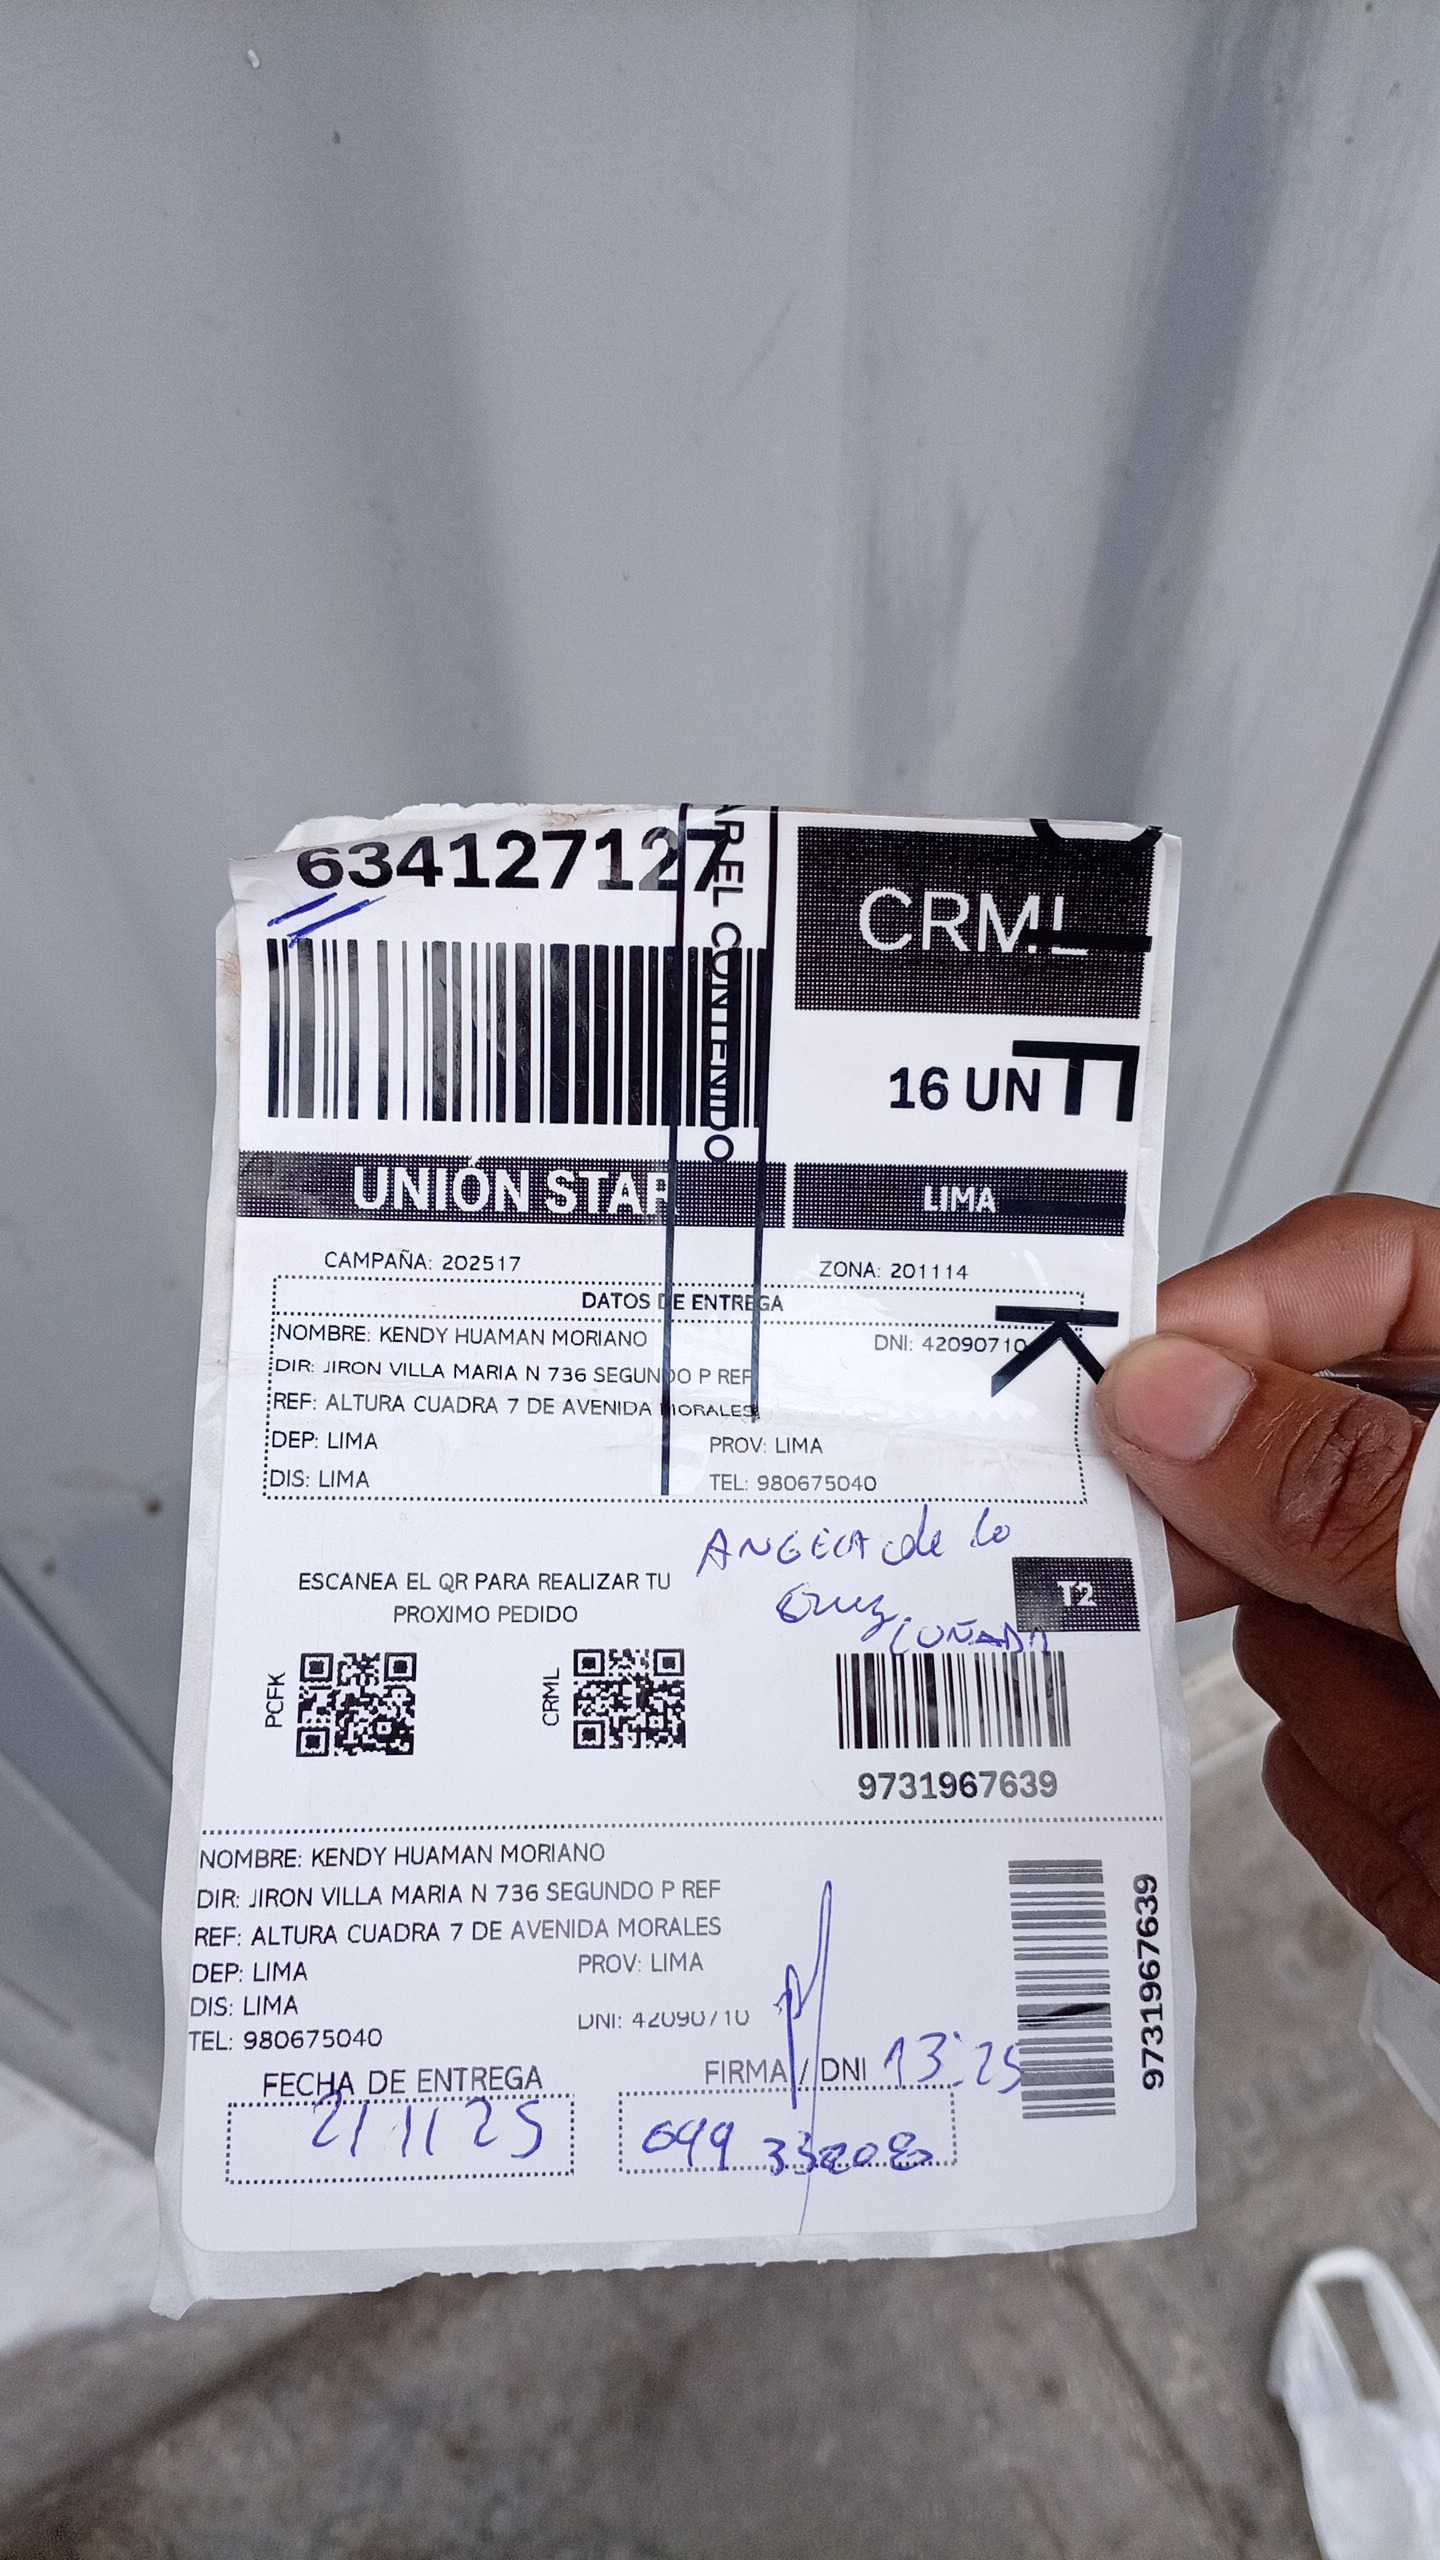 634127127
AR EL CONTENIDO
CRML
16 UN
F
K
UNIÓN STAR
LIMA
CAMPAÑA: 202517
ZONA: 201114
DATOS DE ENTREGA
NOMBRE: KENDY HUAMAN MORIANO
DNI: 42090710
DIR: JIRON VILLA MARIA N 736 SEGUNDO P REF
REF: ALTURA CUADRA 7 DE AVENIDA MORALES
DEP: LIMA
PROV: LIMA
DIS: LIMA
TEL: 980675040
ANGELA de la
Cruz
CUÑADA
T2
ESCANEA EL QR PARA REALIZAR TU
PROXIMO PEDIDO
PCFK
CRML
9731967639
NOMBRE: KENDY HUAMAN MORIANO
DIR: JIRON VILLA MARIA N 736 SEGUNDO P REF
REF: ALTURA CUADRA 7 DE AVENIDA MORALES
DEP: LIMA
PROV: LIMA
DIS: LIMA
DNI: 42090710
TEL: 980675040
9731967639
FECHA DE ENTREGA
FIRMA / DNI 13:25
21 11 25